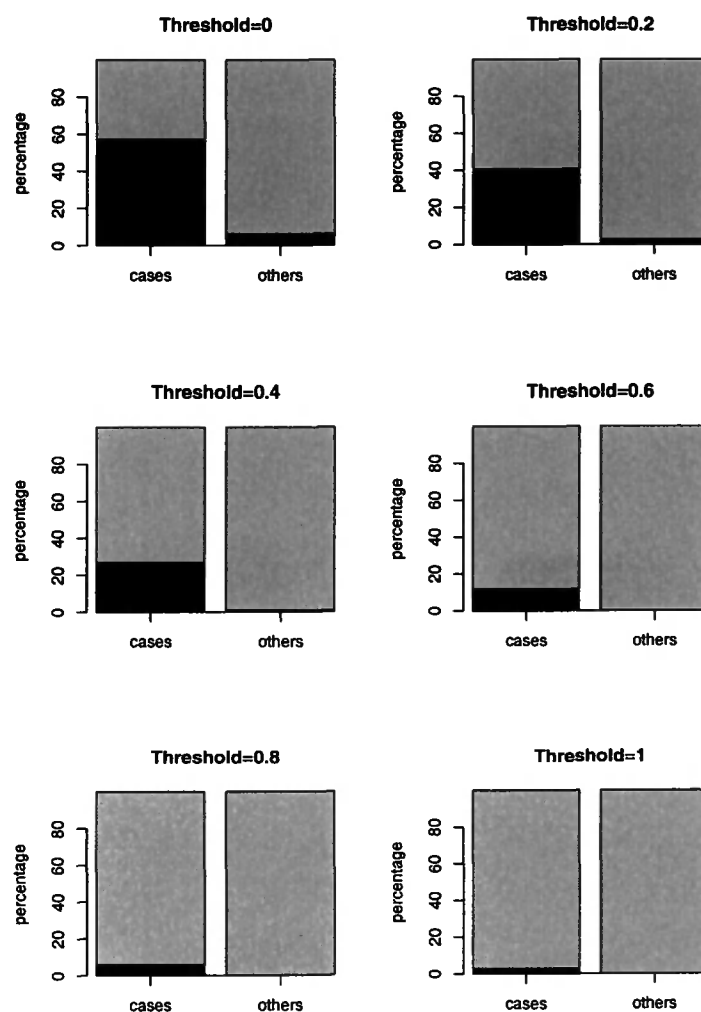 Threshold=0
percentage
0 20 40 60 80
cases others
Threshold=0.2
percentage
0 20 40 60 80
cases others
Threshold=0.4
percentage
0 20 40 60 80
cases others
Threshold=0.6
percentage
0 20 40 60 80
cases others
Threshold=0.8
percentage
0 20 40 60 80
cases others
Threshold=1
percentage
0 20 40 60 80
cases others